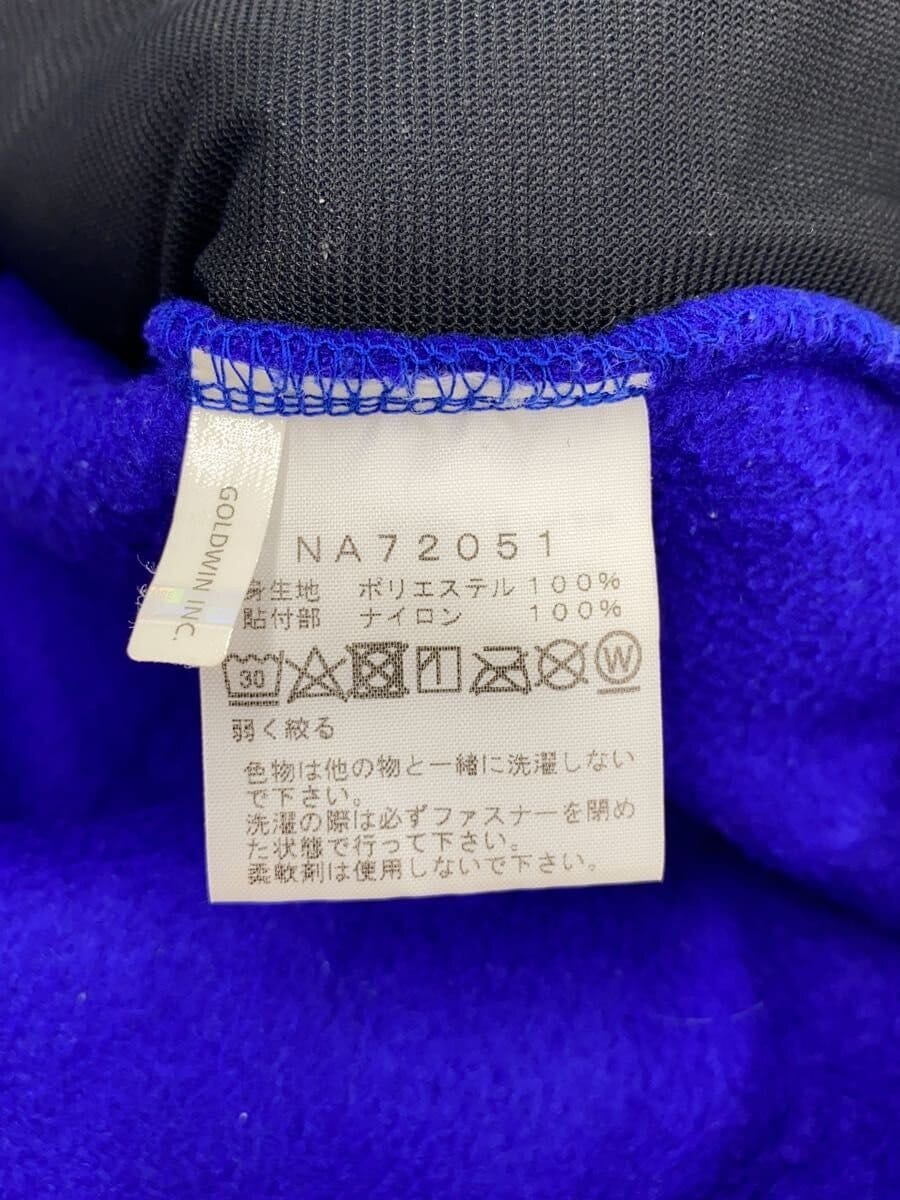 GOLDWIN INC.
NA72051
身生地 ポリエステル 100%
貼付部 ナイロン 100%
30
W
弱く絞る
色物は他の物と一緒に洗濯しない
で下さい。
洗濯の際は必ずファスナーを閉め
た状態で行って下さい。
柔軟剤は使用しないで下さい。